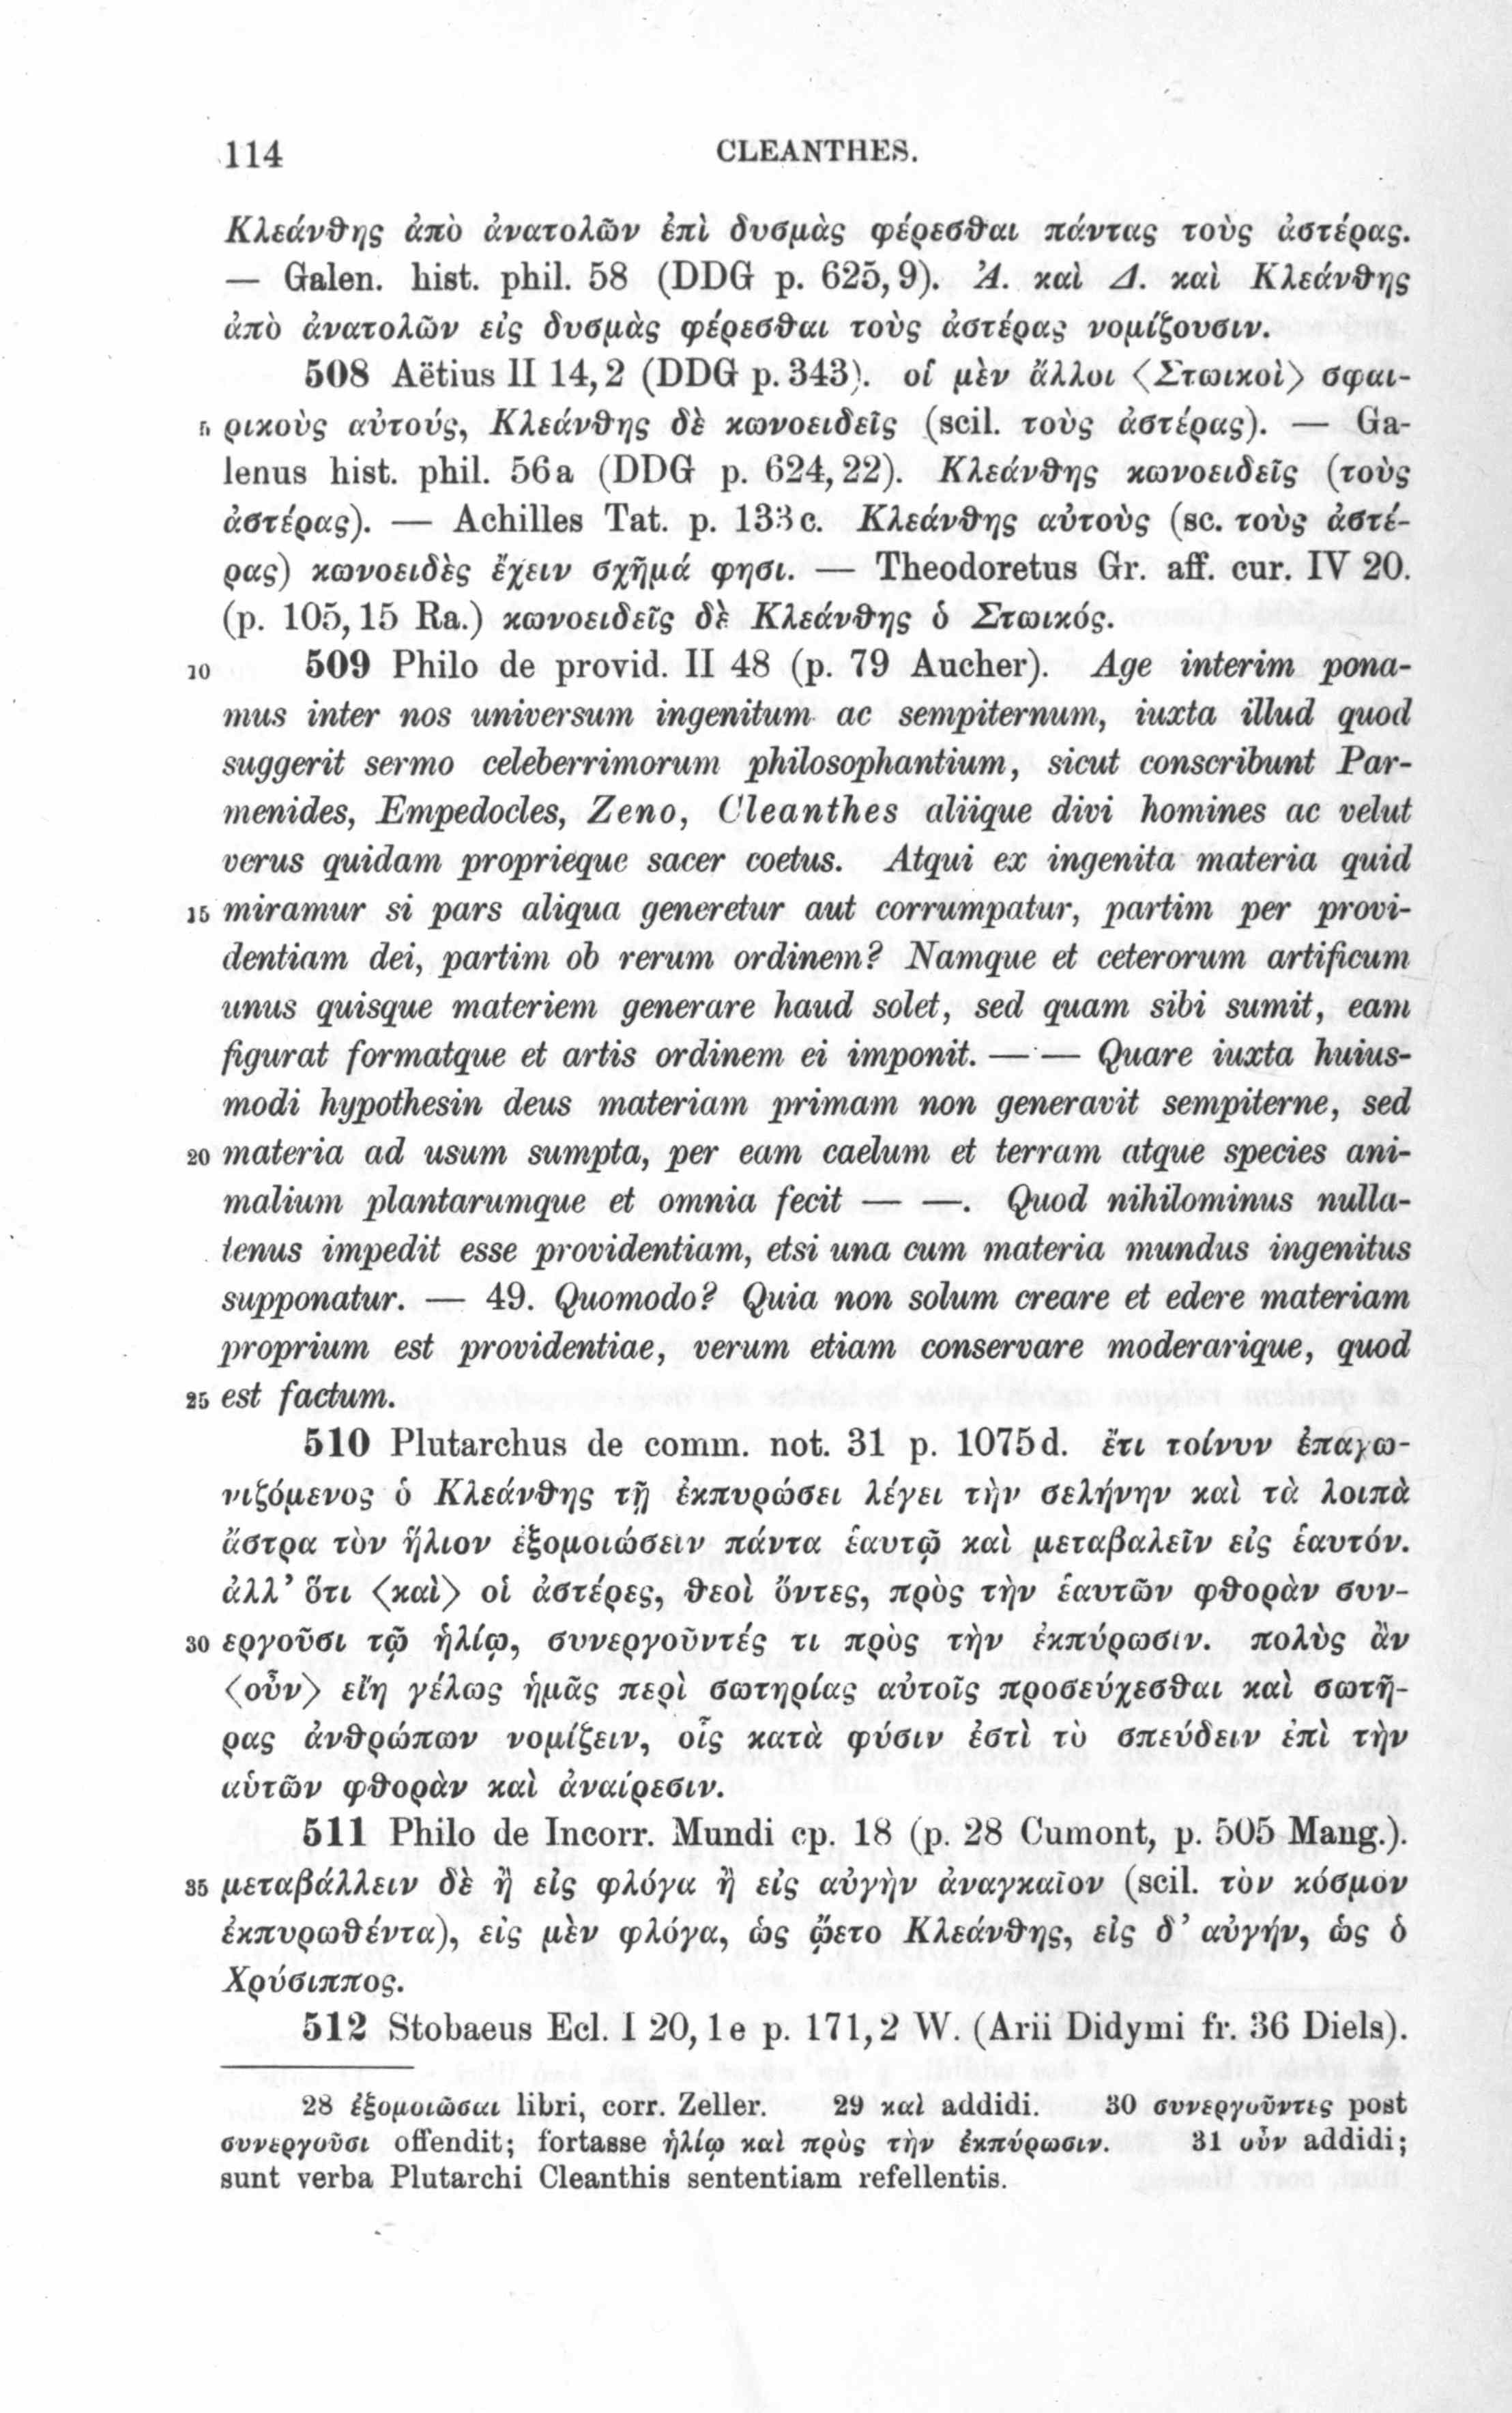 114 CLEANTHES.
Κλεάνθης ἀπὸ ἀνατολῶν ἐπὶ δυσμὰς φέρεσθαι πάντας τοὺς ἀστέρας.
— Galen. hist. phil. 58 (DDG p. 625,9). Ἀ. καὶ Δ. καὶ Κλεάνθης
ἀπὸ ἀνατολῶν εἰς δυσμὰς φέρεσθαι τοὺς ἀστέρας νομίζουσιν.
508 Aëtius II 14,2 (DDG p. 343). οἱ μὲν ἄλλοι 〈Στωικοὶ〉 σφαι-
5 ρικοὺς αὐτούς, Κλεάνθης δὲ κωνοειδεῖς (scil. τοὺς ἀστέρας). — Ga-
lenus hist. phil. 56a (DDG p. 624,22). Κλεάνθης κωνοειδεῖς (τοὺς
ἀστέρας). — Achilles Tat. p. 133c. Κλεάνθης αὐτοὺς (sc. τοὺς ἀστέ-
ρας) κωνοειδὲς ἔχειν σχῆμά φησι. — Theodoretus Gr. aff. cur. IV 20.
(p. 105,15 Ra.) κωνοειδεῖς δὲ Κλεάνθης ὁ Στωικός.
10 509 Philo de provid. II 48 (p. 79 Aucher). Age interim pona-
mus inter nos universum ingenitum ac sempiternum, iuxta illud quod
suggerit sermo celeberrimorum philosophantium, sicut conscribunt Par-
menides, Empedocles, Zeno, Cleanthes aliique divi homines ac velut
verus quidam proprieque sacer coetus. Atqui ex ingenita materia quid
15 miramur si pars aliqua generetur aut corrumpatur, partim per provi-
dentiam dei, partim ob rerum ordinem? Namque et ceterorum artificum
unus quisque materiem generare haud solet, sed quam sibi sumit, eam
figurat formatque et artis ordinem ei imponit. — — Quare iuxta huius-
modi hypothesin deus materiam primam non generavit sempiterne, sed
20 materia ad usum sumpta, per eam caelum et terram atque species ani-
malium plantarumque et omnia fecit — —. Quod nihilominus nulla-
tenus impedit esse providentiam, etsi una cum materia mundus ingenitus
supponatur. — 49. Quomodo? Quia non solum creare et edere materiam
proprium est providentiae, verum etiam conservare moderarique, quod
25 est factum.
510 Plutarchus de comm. not. 31 p. 1075d. ἔτι τοίνυν ἐπαγω-
νιζόμενος ὁ Κλεάνθης τῇ ἐκπυρώσει λέγει τὴν σελήνην καὶ τὰ λοιπὰ
ἄστρα τὸν ἥλιον ἐξομοιώσειν πάντα ἑαυτῷ καὶ μεταβαλεῖν εἰς ἑαυτόν.
ἀλλ’ ὅτι 〈καὶ〉 οἱ ἀστέρες, θεοὶ ὄντες, πρὸς τὴν ἑαυτῶν φθορὰν συν-
30 εργοῦσι τῷ ἡλίῳ, συνεργοῦντές τι πρὸς τὴν ἐκπύρωσιν. πολὺς ἂν
〈οὖν〉 εἴη γέλως ἡμᾶς περὶ σωτηρίας αὐτοῖς προσεύχεσθαι καὶ σωτῆ-
ρας ἀνθρώπων νομίζειν, οἷς κατὰ φύσιν ἐστὶ τὸ σπεύδειν ἐπὶ τὴν
αὑτῶν φθορὰν καὶ ἀναίρεσιν.
511 Philo de Incorr. Mundi cp. 18 (p. 28 Cumont, p. 505 Mang.).
35 μεταβάλλειν δὲ ἢ εἰς φλόγα ἢ εἰς αὐγὴν ἀναγκαῖον (scil. τὸν κόσμον
ἐκπυρωθέντα), εἰς μὲν φλόγα, ὡς ᾤετο Κλεάνθης, εἰς δ’ αὐγήν, ὡς ὁ
Χρύσιππος.
512 Stobaeus Ecl. I 20,1e p. 171,2 W. (Arii Didymi fr. 36 Diels).
28 ἐξομοιῶσαι libri, corr. Zeller. 29 καὶ addidi. 30 συνεργοῦντες post
συνεργοῦσι offendit; fortasse ἡλίῳ καὶ πρὸς τὴν ἐκπύρωσιν. 31 οὖν addidi;
sunt verba Plutarchi Cleanthis sententiam refellentis.